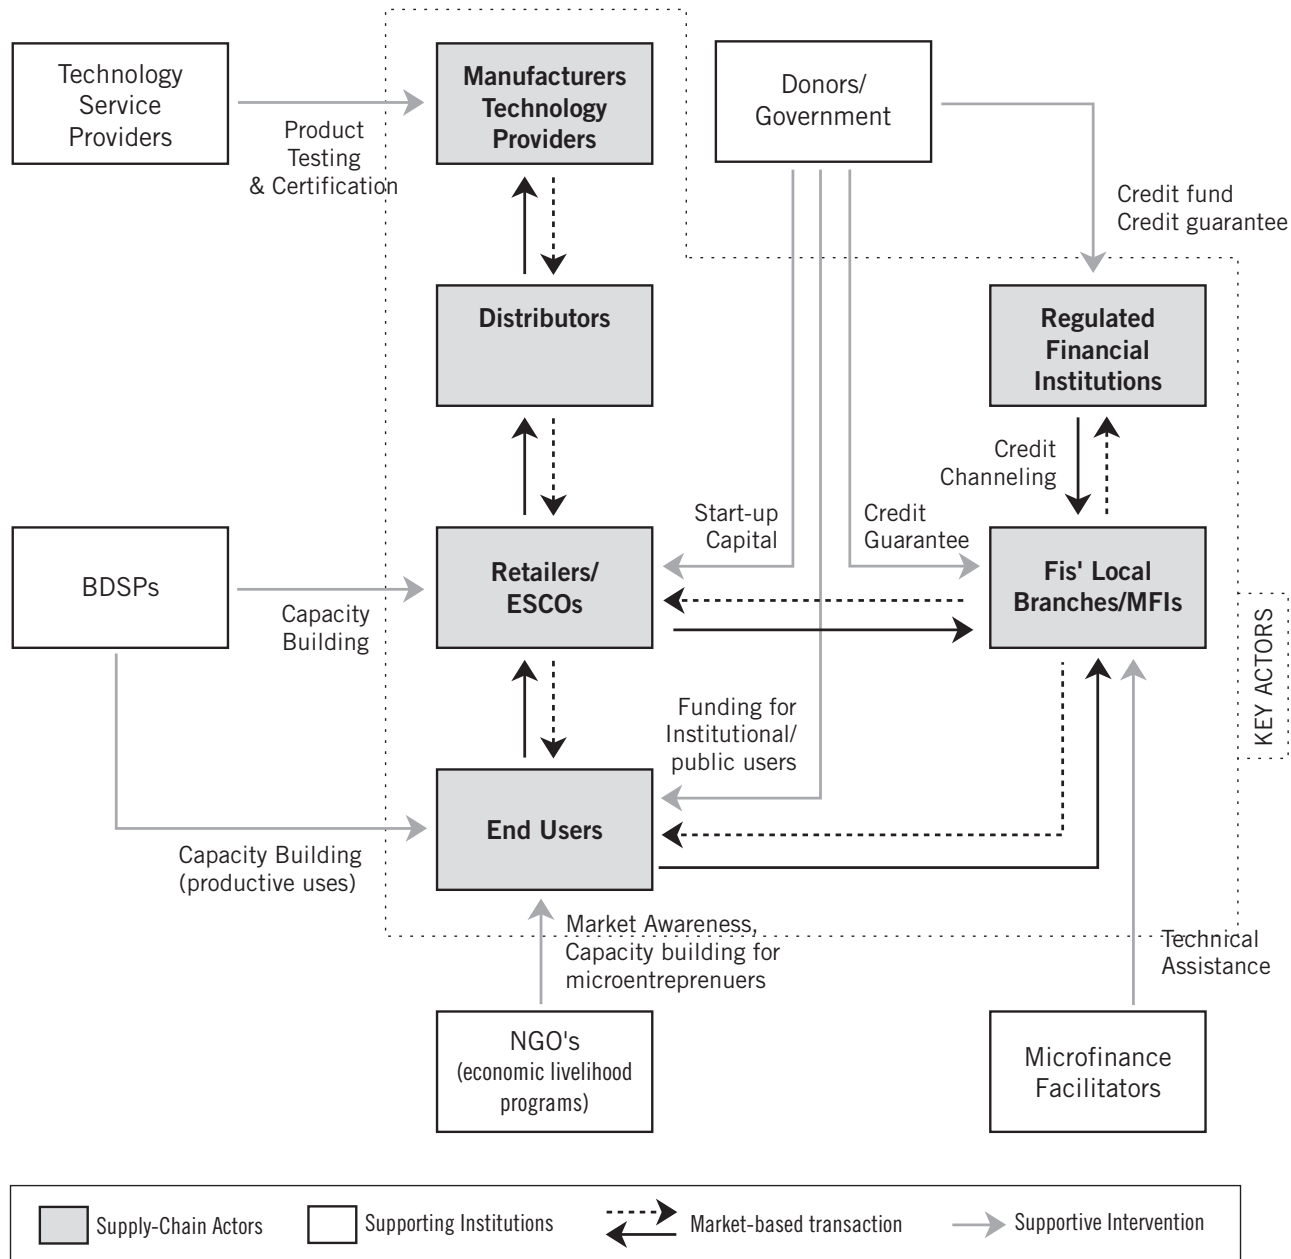 Technology
Service
Providers
Manufacturers
Technology
Providers
Donors/
Government
Product
Testing
& Certification
Credit fund
Credit guarantee
Distributors
Regulated
Financial
Institutions
Credit
Channeling
Start-up
Capital
Credit
Guarantee
BDSPs
Retailers/
ESCOs
Fis' Local
Branches/MFIs
Capacity
Building
KEY ACTORS
Funding for
Institutional/
public users
End Users
Capacity Building
(productive uses)
Market Awareness,
Capacity building for
microentreprenuers
Technical
Assistance
NGO's
(economic livelihood
programs)
Microfinance
Facilitators
Supply-Chain Actors
Supporting Institutions
Market-based transaction
Supportive Intervention